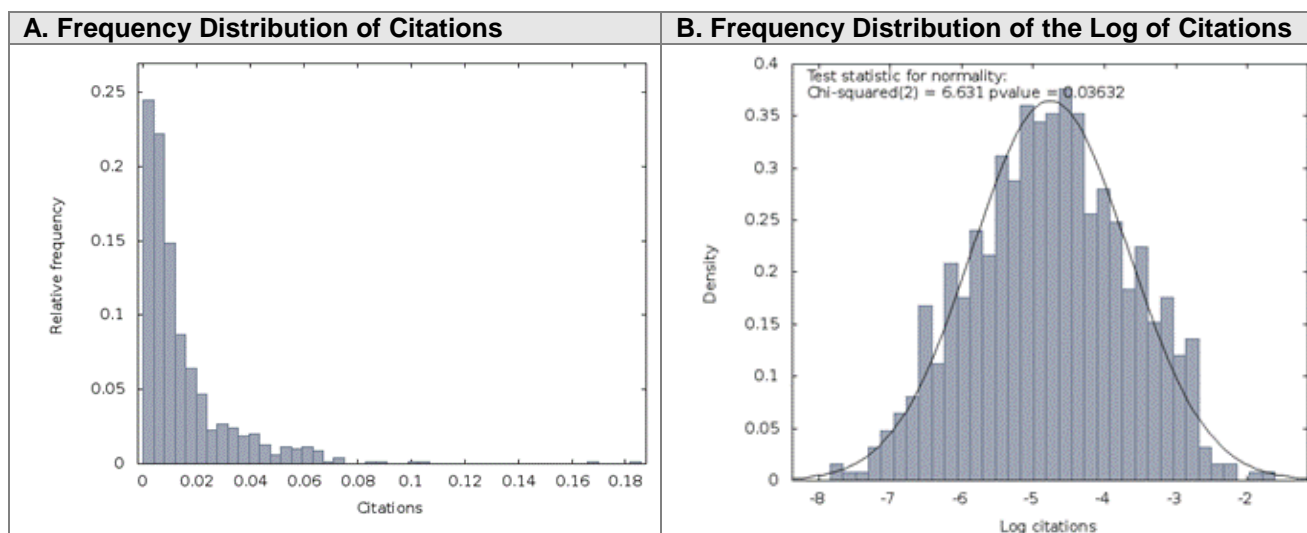 A. Frequency Distribution of Citations
B. Frequency Distribution of the Log of Citations
0.25
0.2
0.15
0.1
0.05
0
Relative frequency
0 0.02 0.04 0.06 0.08 0.1 0.12 0.14 0.16 0.18
Citations
Test statistic for normality:
Chi-squared(2) = 6.631 pvalue = 0.03632
0.4
0.35
0.3
0.25
0.2
0.15
0.1
0.05
0
Density
-8 -7 -6 -5 -4 -3 -2
Log citations